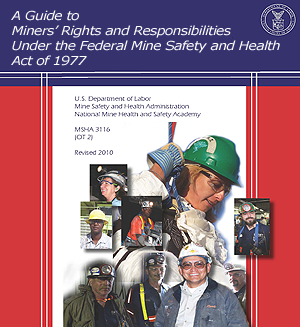 A Guide to
Miners' Rights and Responsibilities
Under the Federal Mine Safety and Health
Act of 1977
U.S. Department of Labor
Mine Safety and Health Administration
National Mine Health and Safety Academy
MSHA 3116
(OT 2)
Revised 2010